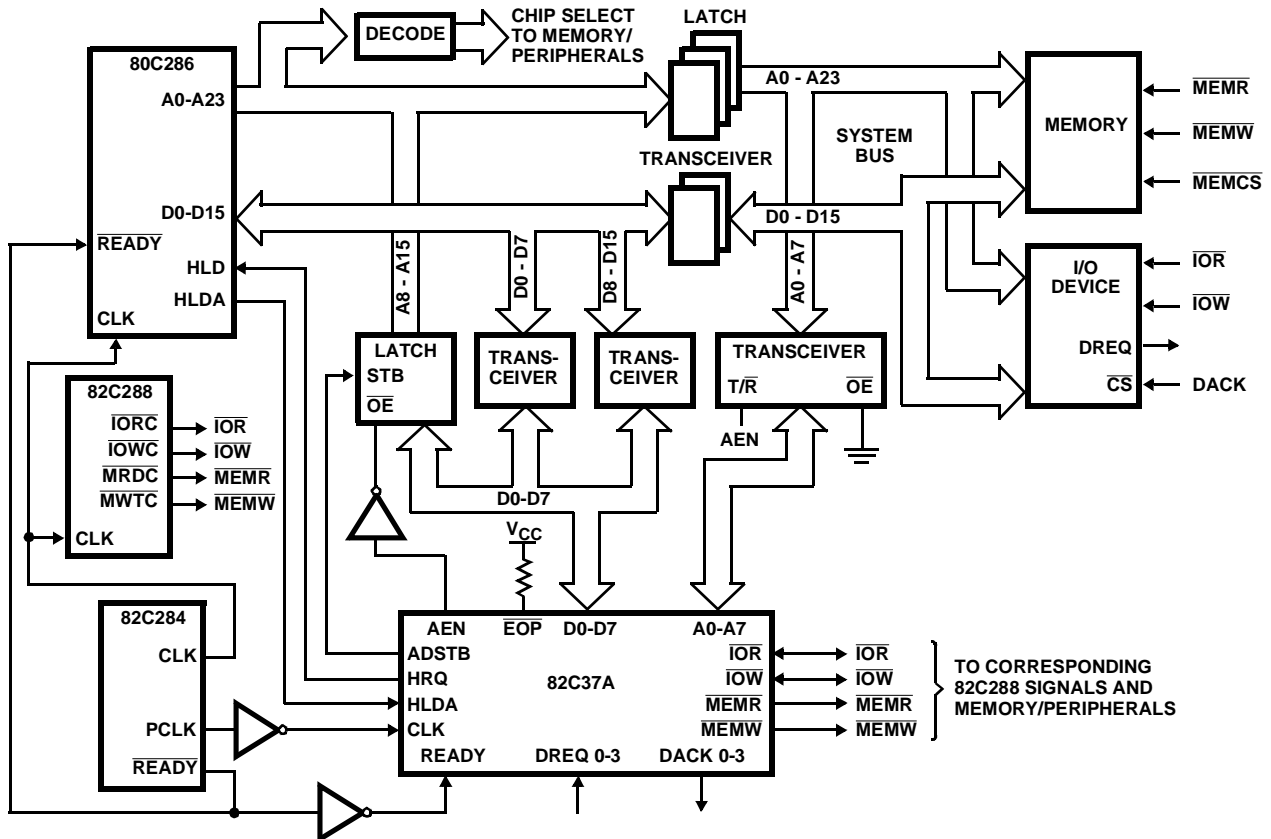 80C286
A0-A23
D0-D15
READY
HLD
HLDA
CLK
DECODE
CHIP SELECT
TO MEMORY/
PERIPHERALS
LATCH
A0 - A23
TRANSCEIVER
SYSTEM
BUS
D0 - D15
MEMORY
MEMR
MEMW
MEMCS
I/O
DEVICE
IOR
IOW
DREQ
CS
DACK
A8 - A15
D0 - D7
D8 - D15
A0 - A7
LATCH
STB
OE
TRANS-
CEIVER
TRANS-
CEIVER
TRANSCEIVER
T/R
OE
AEN
82C288
IORC
IOR
IOWC
IOW
MRDC
MEMR
MWTC
MEMW
CLK
D0-D7
VCC
82C284
CLK
PCLK
READY
AEN
EOP
D0-D7
A0-A7
ADSTB
HRQ
HLDA
CLK
READY
82C37A
IOR
IOR
IOW
IOW
MEMR
MEMR
MEMW
MEMW
DREQ 0-3
DACK 0-3
TO CORRESPONDING
82C288 SIGNALS AND
MEMORY/PERIPHERALS